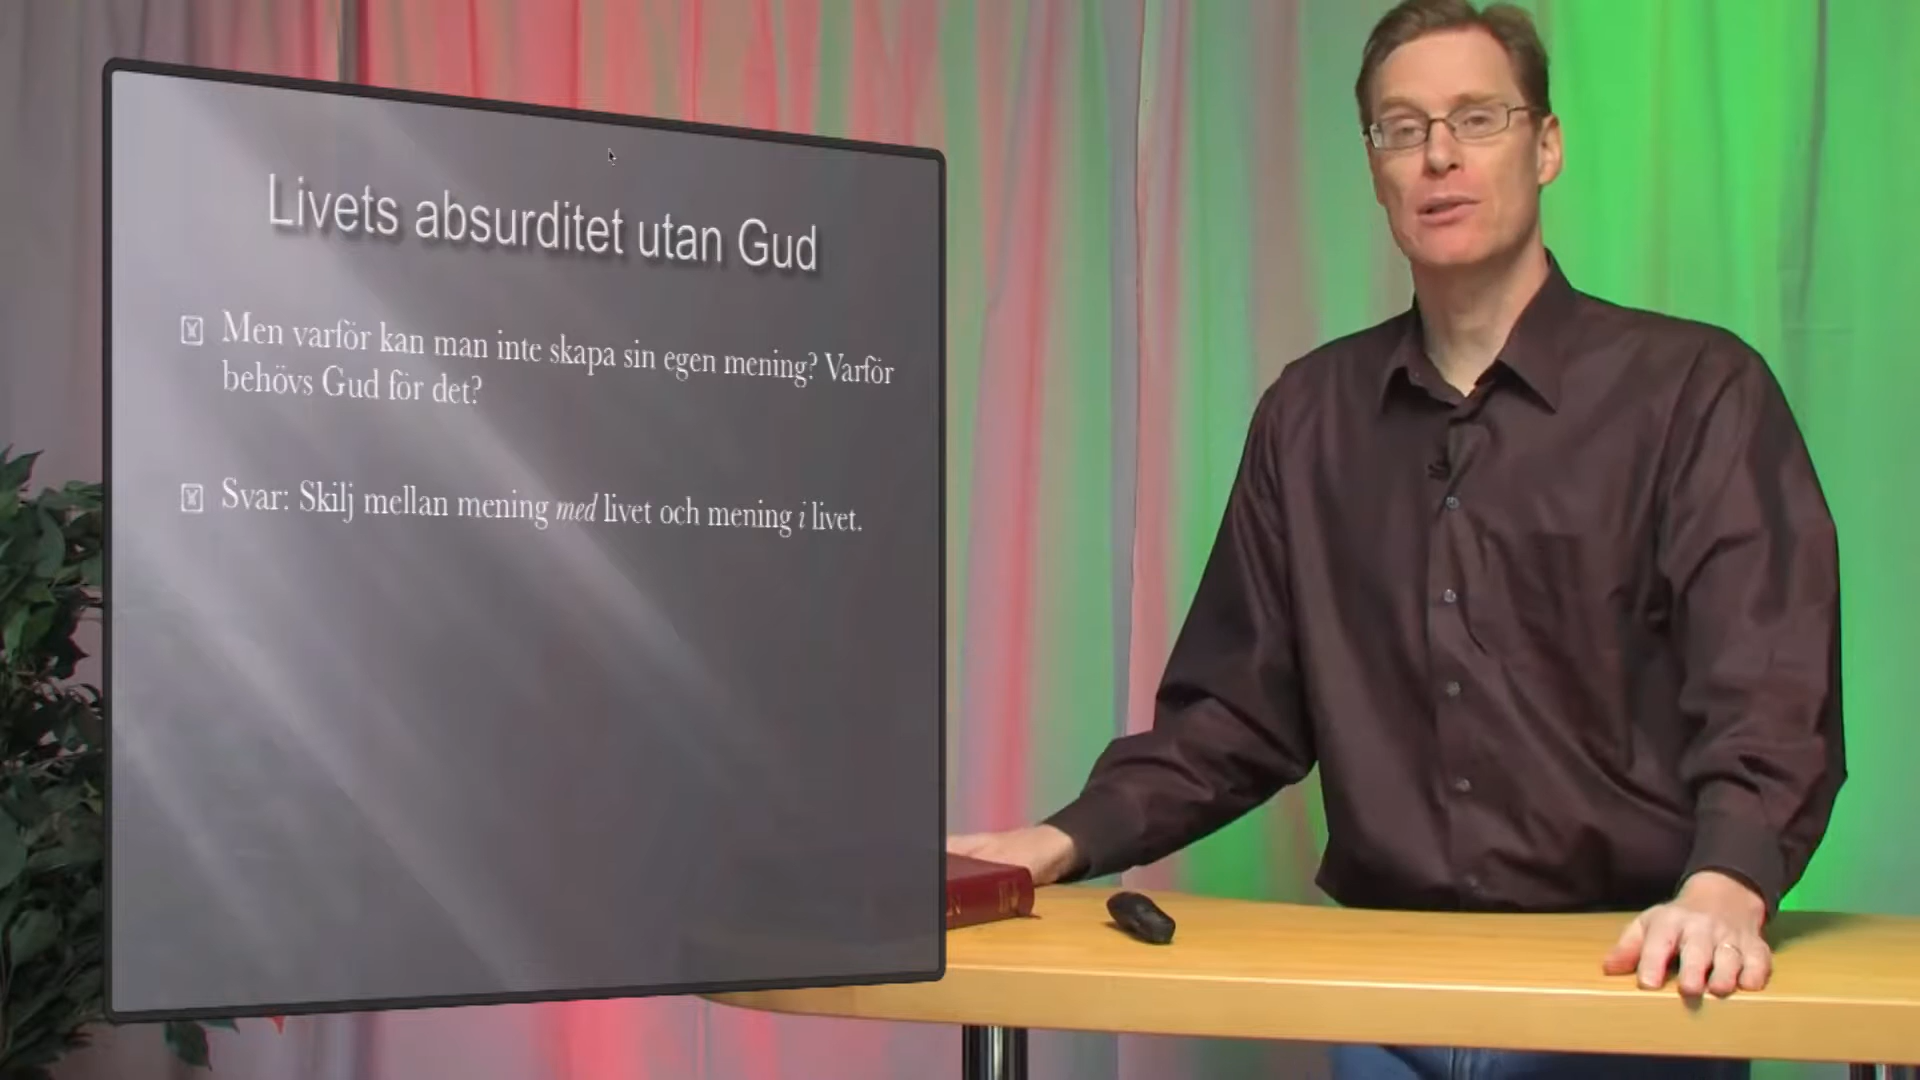 Livets absurditet utan Gud
Men varför kan man inte skapa sin egen mening? Varför
behövs Gud för det?
Svar: Skilj mellan mening med livet och mening i livet.